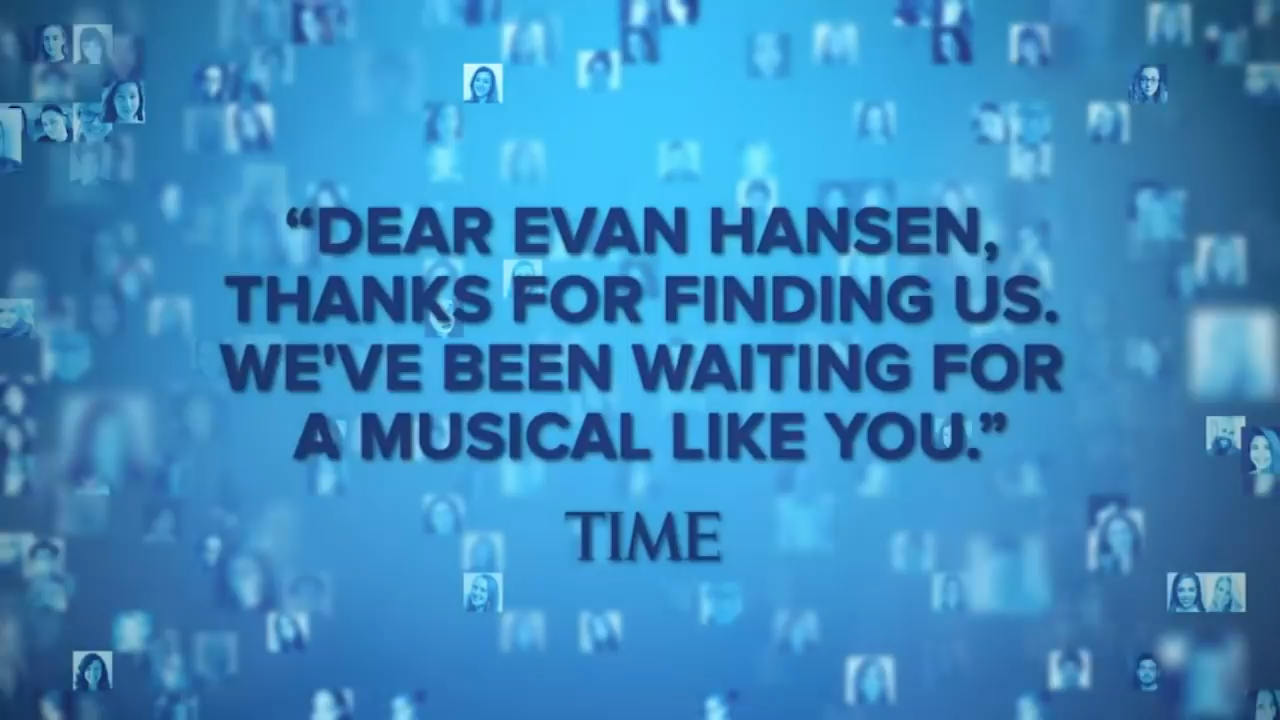 “DEAR EVAN HANSEN,
THANKS FOR FINDING US.
WE'VE BEEN WAITING FOR
A MUSICAL LIKE YOU.”
TIME